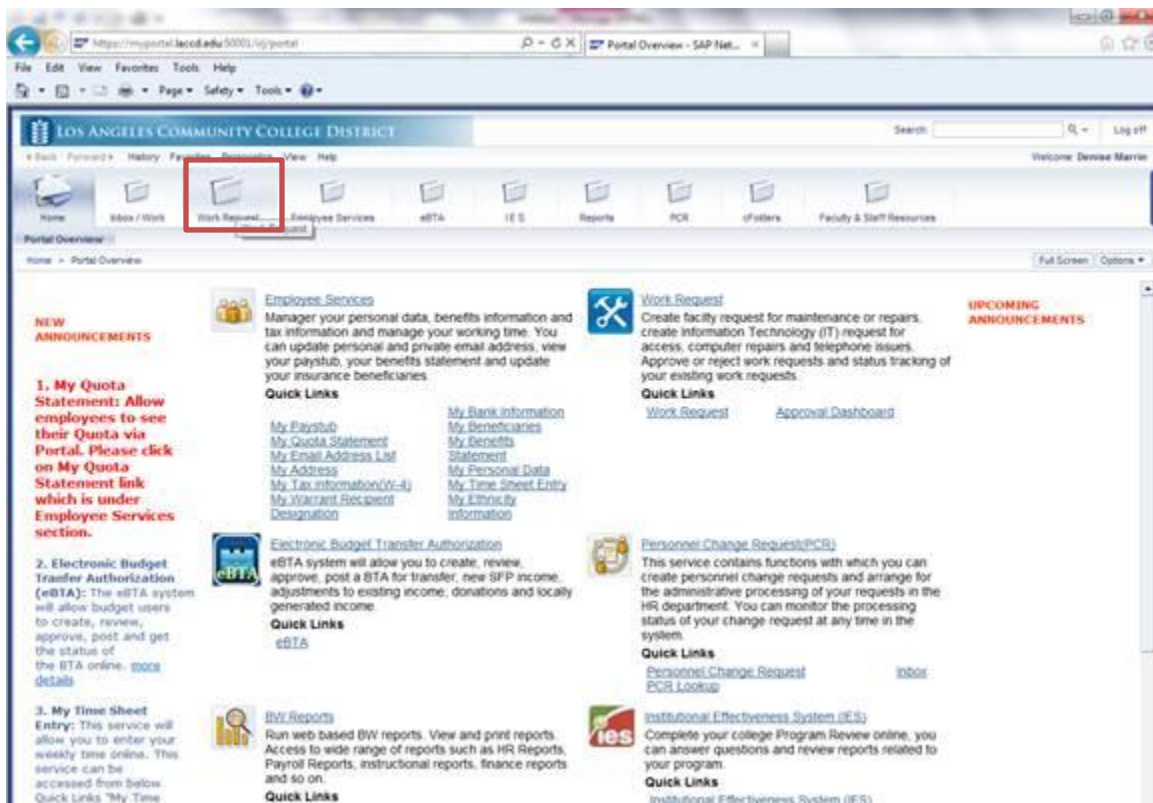 https://myportal.laccd.edu:50001/irj/portal
Portal Overview - SAP Net...
File Edit View Favorites Tools Help
Page Safety Tools
LOS ANGELES COMMUNITY COLLEGE DISTRICT
Search:
Log off
Back Forward History Favorites Personalize View Help
Welcome: Denise Marrin
Home
Inbox / Work
Work Request
Employee Services
eBTA
IES
Reports
PCR
cFolders
Faculty & Staff Resources
Portal Overview
Home > Portal Overview
Full Screen Options
NEW
ANNOUNCEMENTS
1. My Quota
Statement: Allow
employees to see
their Quota via
Portal. Please click
on My Quota
Statement link
which is under
Employee Services
section.
2. Electronic Budget
Tranfer Authorization
(eBTA): The eBTA system
will allow budget users
to create, review,
approve, post and get
the status of
the BTA online. more
details
3. My Time Sheet
Entry: This service will
allow you to enter your
weekly time online. This
service can be
accessed from below
Quick Links "My Time
Employee Services
Manager your personal data, benefits information and
tax information and manage your working time. You
can update personal and private email address, view
your paystub, your benefits statement and update
your insurance beneficiaries
Quick Links
My Paystub
My Quota Statement
My Email Address List
My Address
My Tax information(W-4)
My Warrant Recipient
Designation
My Bank Information
My Beneficiaries
My Benefits
Statement
My Personal Data
My Time Sheet Entry
My Ethnicity
Information
Work Request
Create facility request for maintenance or repairs,
create Information Technology (IT) request for
access, computer repairs and telephone issues.
Approve or reject work requests and status tracking of
your existing work requests.
Quick Links
Work Request Approval Dashboard
UPCOMING
ANNOUNCEMENTS
eBTA
Electronic Budget Transfer Authorization
eBTA system will allow you to create, review,
approve, post a BTA for transfer, new SFP income,
adjustments to existing income, donations and locally
generated income.
Quick Links
eBTA
Personnel Change Request(PCR)
This service contains functions with which you can
create personnel change requests and arrange for
the administrative processing of your requests in the
HR department. You can monitor the processing
status of your change request at any time in the
system.
Quick Links
Personnel Change Request Inbox
PCR Lookup
BW Reports
Run web based BW reports. View and print reports.
Access to wide range of reports such as HR Reports,
Payroll Reports, instructional reports, finance reports
and so on.
Quick Links
ies
Institutional Effectiveness System (IES)
Complete your college Program Review online, you
can answer questions and review reports related to
your program.
Quick Links
Institutional Effectiveness System (IES)